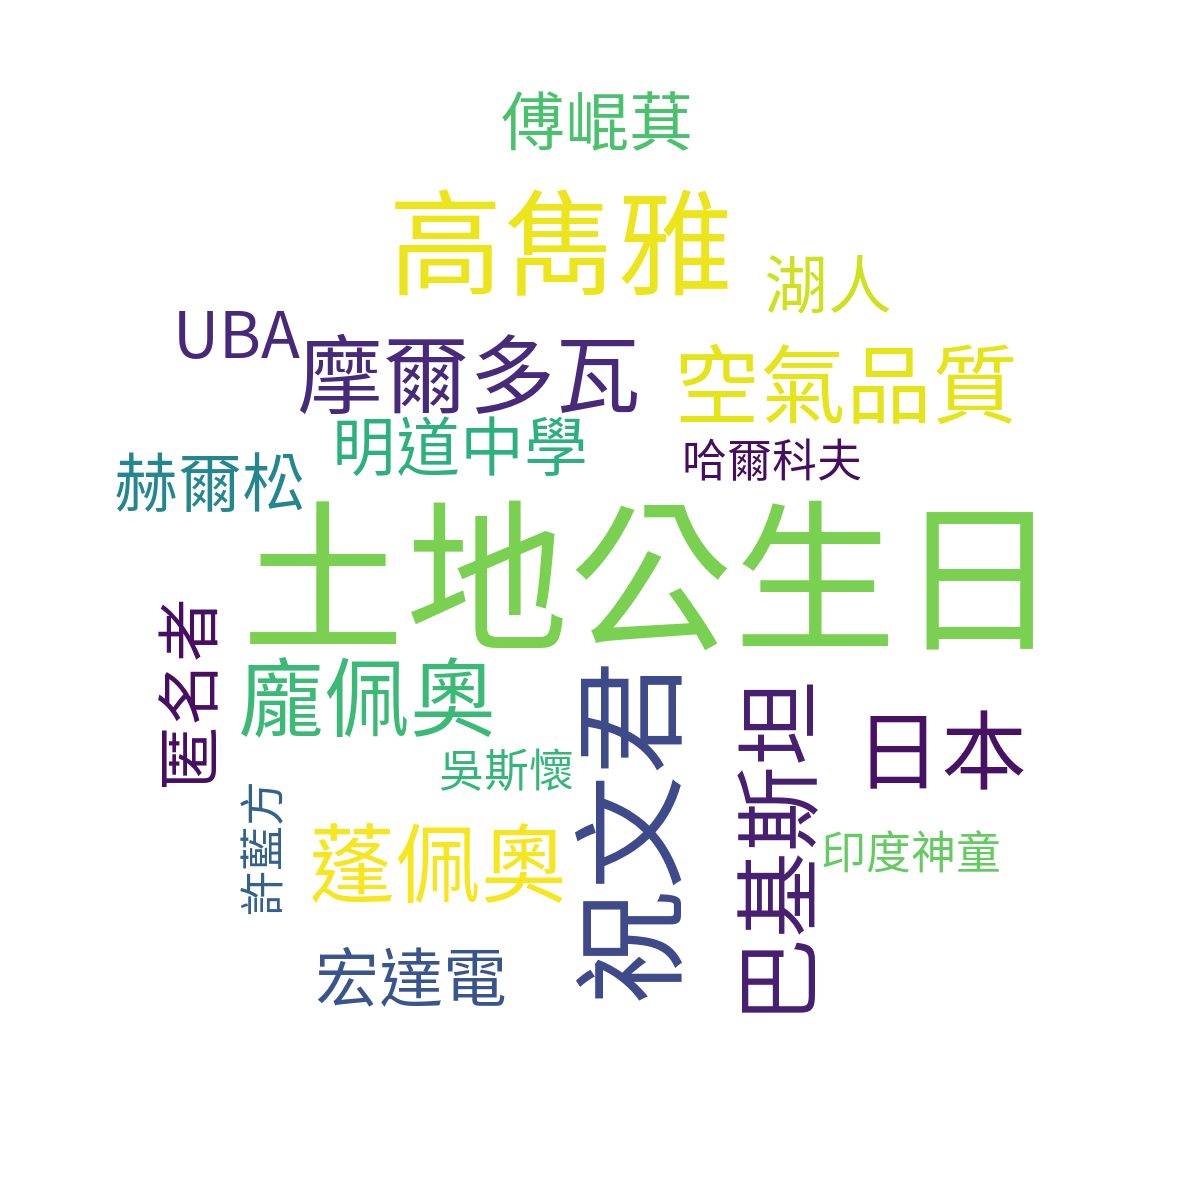 傅崐萁
高雋雅
湖人
UBA
摩爾多瓦
空氣品質
明道中學
哈爾科夫
赫爾松
土地公生日
匿名者
龐佩奧
祝文君
巴基斯坦
日本
吳斯懷
許藍方
蓬佩奧
印度神童
宏達電